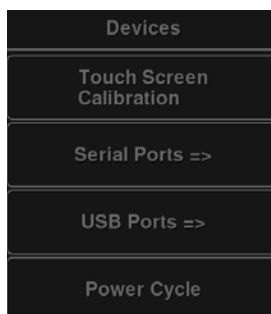 Devices
Touch Screen
Calibration
Serial Ports =>
USB Ports =>
Power Cycle